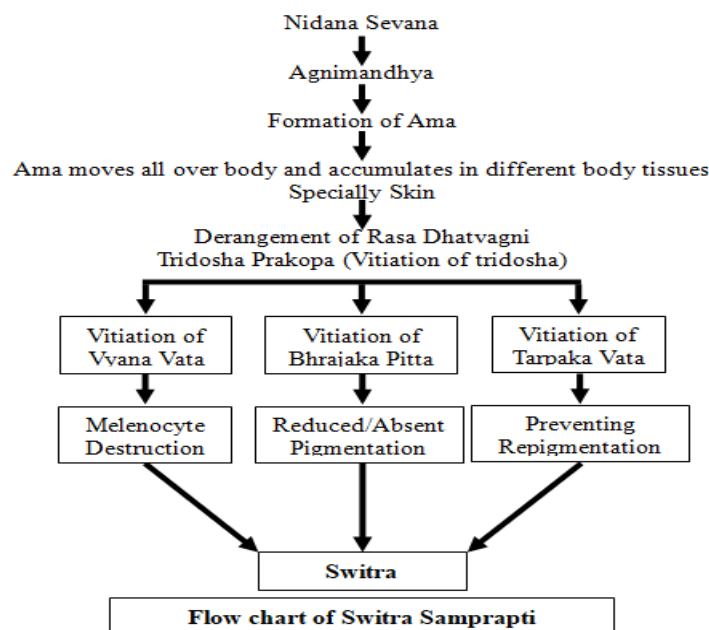 Nidana Sevana
Agnimandhya
Formation of Ama
Ama moves all over body and accumulates in different body tissues
Specially Skin
Derangement of Rasa Dhatvagni
Tridosha Prakopa (Vitiation of tridosha)
Vitiation of
Vyana Vata
Vitiation of
Bhrajaka Pitta
Vitiation of
Tarpaka Vata
Melenocyte
Destruction
Reduced/Absent
Pigmentation
Preventing
Repigmentation
Switra
Flow chart of Switra Samprapti